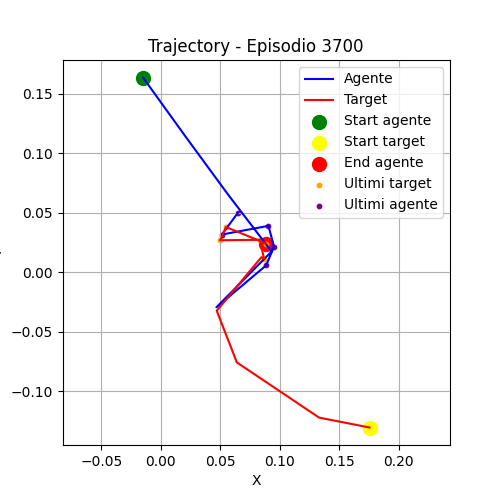 Trajectory - Episodio 3700
Agente
Target
Start agente
Start target
End agente
Ultimi target
Ultimi agente
0.15
0.10
0.05
0.00
−0.05
−0.10
−0.05
0.00
0.05
0.10
0.15
0.20
X